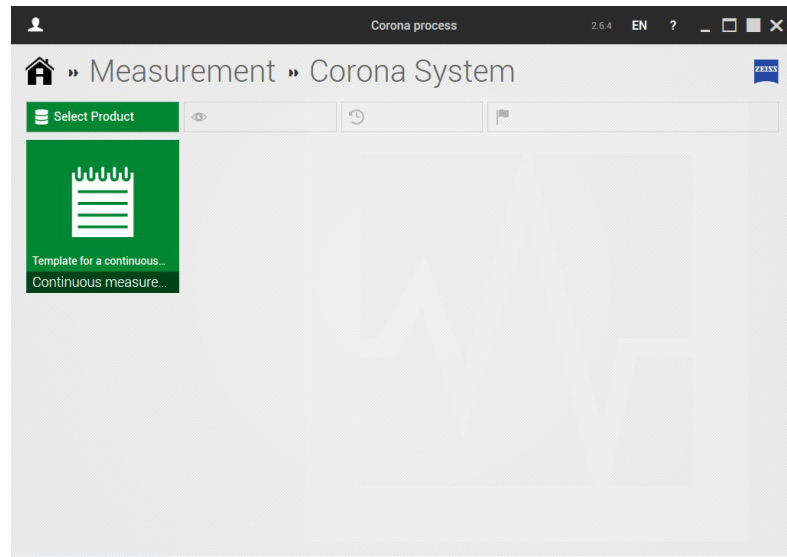 Corona process
2.6.4 EN ?
» Measurement » Corona System
ZEISS
Select Product
Template for a continuous...
Continuous measure...